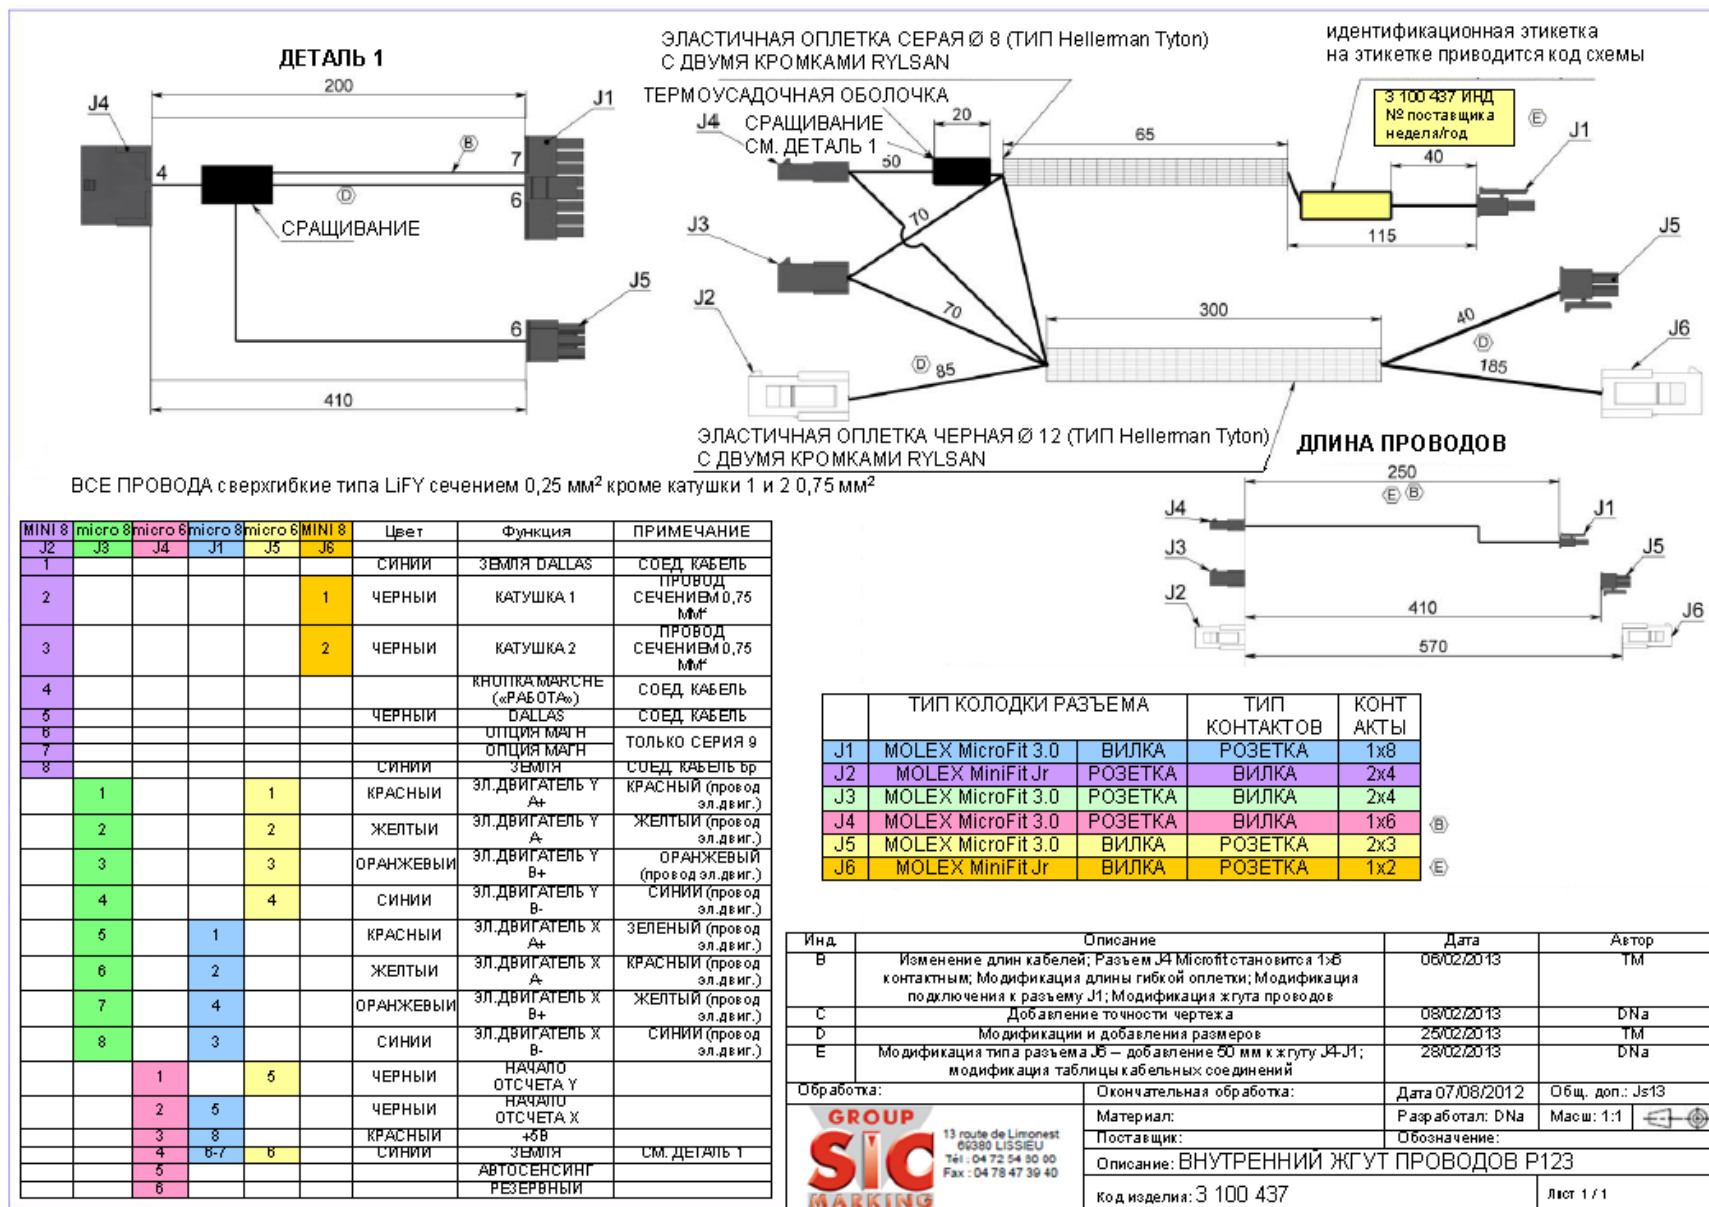 ДЕТАЛЬ 1
200
J4
J1
B
4
7
D
6
СРАЩИВАНИЕ
J5
6
410
ЭЛАСТИЧНАЯ ОПЛЕТКА СЕРАЯ Ø 8 (ТИП Hellerman Tyton)
С ДВУМЯ КРОМКАМИ RYLSAN
ТЕРМОУСАДОЧНАЯ ОБОЛОЧКА
СРАЩИВАНИЕ
СМ. ДЕТАЛЬ 1
идентификационная этикетка
на этикетке приводится код схемы
3 100 437 ИНД
№ поставщика
неделя/год
E
J4
20
50
65
40
J1
70
115
J3
J5
70
J2
300
40
D
D
85
185
J6
ЭЛАСТИЧНАЯ ОПЛЕТКА ЧЕРНАЯ Ø 12 (ТИП Hellerman Tyton)
С ДВУМЯ КРОМКАМИ RYLSAN
ДЛИНА ПРОВОДОВ
250
E B
J4
J1
J3
J5
J2
410
J6
570
ВСЕ ПРОВОДА сверхгибкие типа LiFY сечением 0,25 мм² кроме катушки 1 и 2 0,75 мм²
MINI 8 micro 8 micro 6 micro 8 micro 6 MINI 8 Цвет Функция ПРИМЕЧАНИЕ
J2 J3 J4 J1 J5 J6
1 СИНИЙ ЗЕМЛЯ DALLAS СОЕД. КАБЕЛЬ
2 1 ЧЕРНЫЙ КАТУШКА 1 ПРОВОД СЕЧЕНИЕМ 0,75 ММ²
3 2 ЧЕРНЫЙ КАТУШКА 2 ПРОВОД СЕЧЕНИЕМ 0,75 ММ²
4 КНОПКА MARCHE («РАБОТА») СОЕД. КАБЕЛЬ
5 ЧЕРНЫЙ DALLAS СОЕД. КАБЕЛЬ
6 ОПЦИЯ МАГН ТОЛЬКО СЕРИЯ 9
7 ОПЦИЯ МАГН
8 СИНИЙ ЗЕМЛЯ СОЕД. КАБЕЛЬ бр
1 1 КРАСНЫЙ ЭЛ.ДВИГАТЕЛЬ Y A+ КРАСНЫЙ (провод эл.двиг.)
2 2 ЖЕЛТЫЙ ЭЛ.ДВИГАТЕЛЬ Y A- ЖЕЛТЫЙ (провод эл.двиг.)
3 3 ОРАНЖЕВЫЙ ЭЛ.ДВИГАТЕЛЬ Y B+ ОРАНЖЕВЫЙ (провод эл.двиг.)
4 4 СИНИЙ ЭЛ.ДВИГАТЕЛЬ Y B- СИНИЙ (провод эл.двиг.)
5 1 КРАСНЫЙ ЭЛ.ДВИГАТЕЛЬ X A+ ЗЕЛЕНЫЙ (провод эл.двиг.)
6 2 ЖЕЛТЫЙ ЭЛ.ДВИГАТЕЛЬ X A- КРАСНЫЙ (провод эл.двиг.)
7 4 ОРАНЖЕВЫЙ ЭЛ.ДВИГАТЕЛЬ X B+ ЖЕЛТЫЙ (провод эл.двиг.)
8 3 СИНИЙ ЭЛ.ДВИГАТЕЛЬ X B- СИНИЙ (провод эл.двиг.)
1 5 ЧЕРНЫЙ НАЧАЛО ОТСЧЕТА Y
2 5 ЧЕРНЫЙ НАЧАЛО ОТСЧЕТА X
3 8 КРАСНЫЙ +5В
4 6-7 6 СИНИЙ ЗЕМЛЯ СМ. ДЕТАЛЬ 1
5 АВТОСЕНСИНГ
6 РЕЗЕРВНЫЙ
ТИП КОЛОДКИ РАЗЪЕМА ТИП КОНТАКТОВ КОНТ АКТЫ
J1 MOLEX MicroFit 3.0 ВИЛКА РОЗЕТКА 1x8
J2 MOLEX MiniFit Jr РОЗЕТКА ВИЛКА 2x4
J3 MOLEX MicroFit 3.0 РОЗЕТКА ВИЛКА 2x4
J4 MOLEX MicroFit 3.0 РОЗЕТКА ВИЛКА 1x6 B
J5 MOLEX MicroFit 3.0 ВИЛКА РОЗЕТКА 2x3
J6 MOLEX MiniFit Jr ВИЛКА РОЗЕТКА 1x2 E
Инд. Описание Дата Автор
B Изменение длин кабелей; Разъем J4 Microfit становится 1x6 06/02/2013 TM
контактным; Модификация длины гибкой оплетки; Модификация
подключения к разъему J1; Модификация жгута проводов
C Добавление точности чертежа 08/02/2013 DNa
D Модификации и добавления размеров 25/02/2013 TM
E Модификация типа разъема J6 – добавление 50 мм к жгуту J4-J1; 28/02/2013 DNa
модификация таблицы кабельных соединений
Обработка: Окончательная обработка: Дата 07/08/2012 Общ. доп.: Js13
Материал: Разработал: DNa Масш: 1:1
Поставщик: Обозначение:
GROUP
SIC
MARKING
13 route de Limonest
69380 LISSIEU
Tél : 04 72 54 80 00
Fax : 04 78 47 39 40
Описание: ВНУТРЕННИЙ ЖГУТ ПРОВОДОВ P123
Код изделия: 3 100 437 Лист 1 / 1